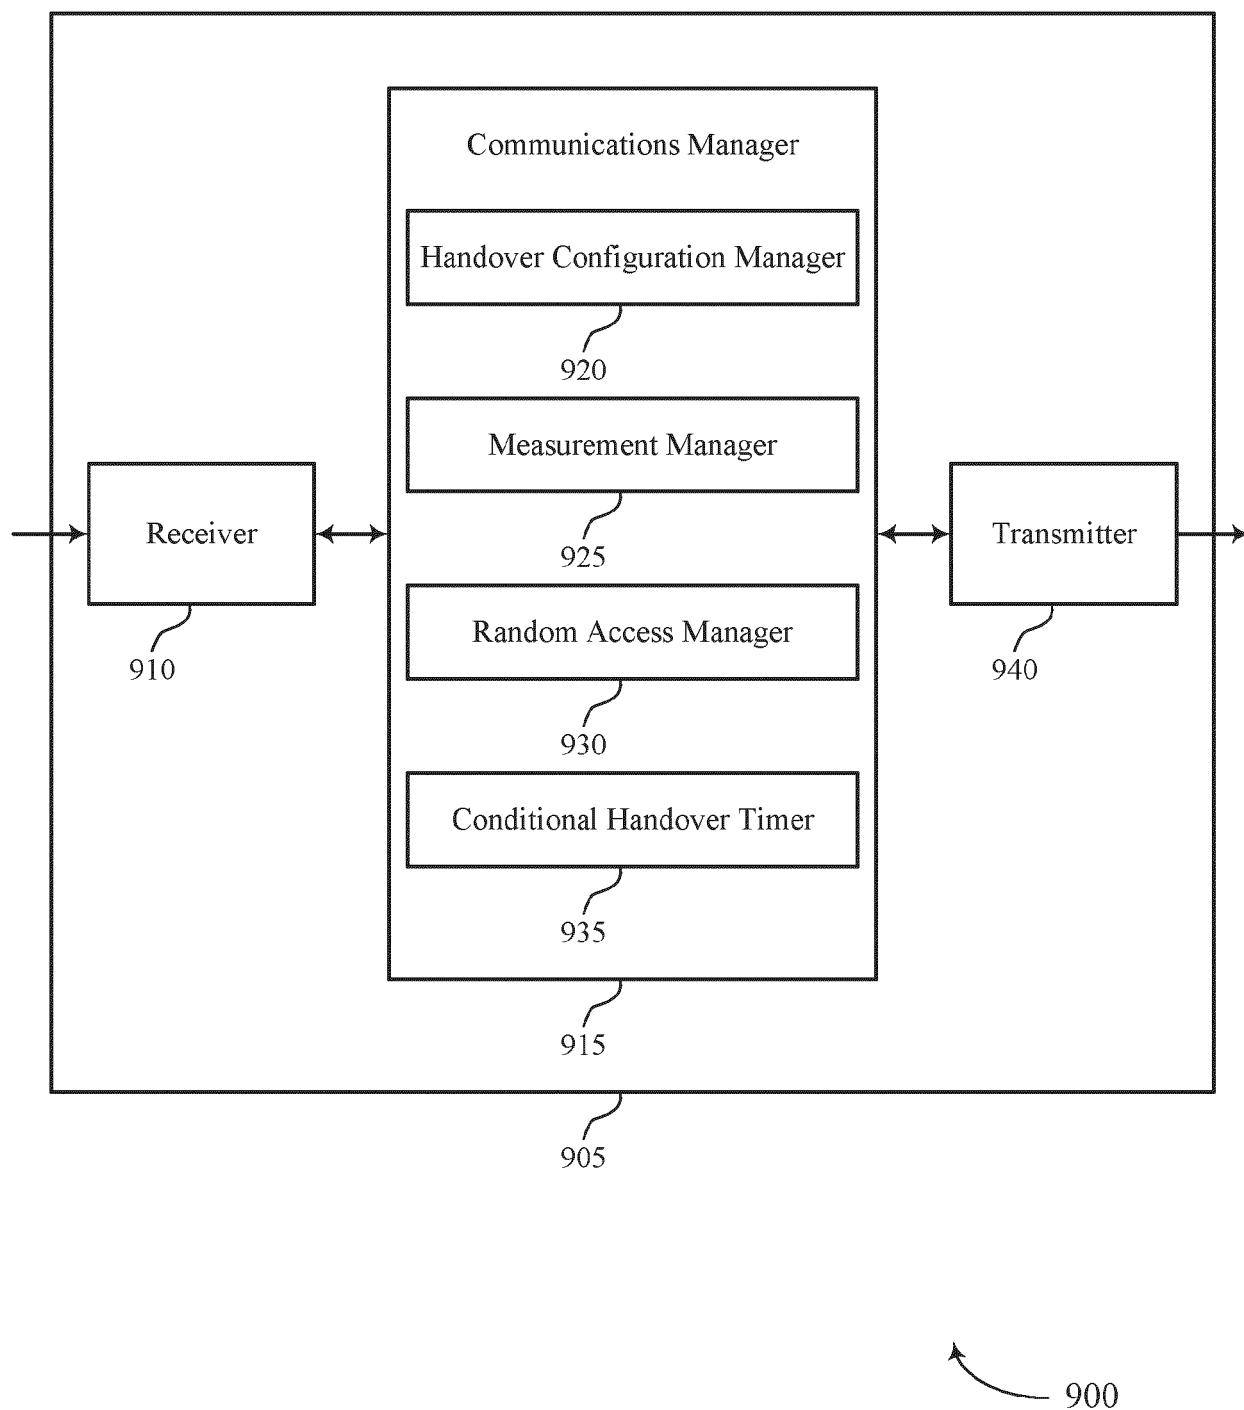 Communications Manager
Handover Configuration Manager
920
Measurement Manager
925
Receiver
910
Transmitter
940
Random Access Manager
930
Conditional Handover Timer
935
915
905
900